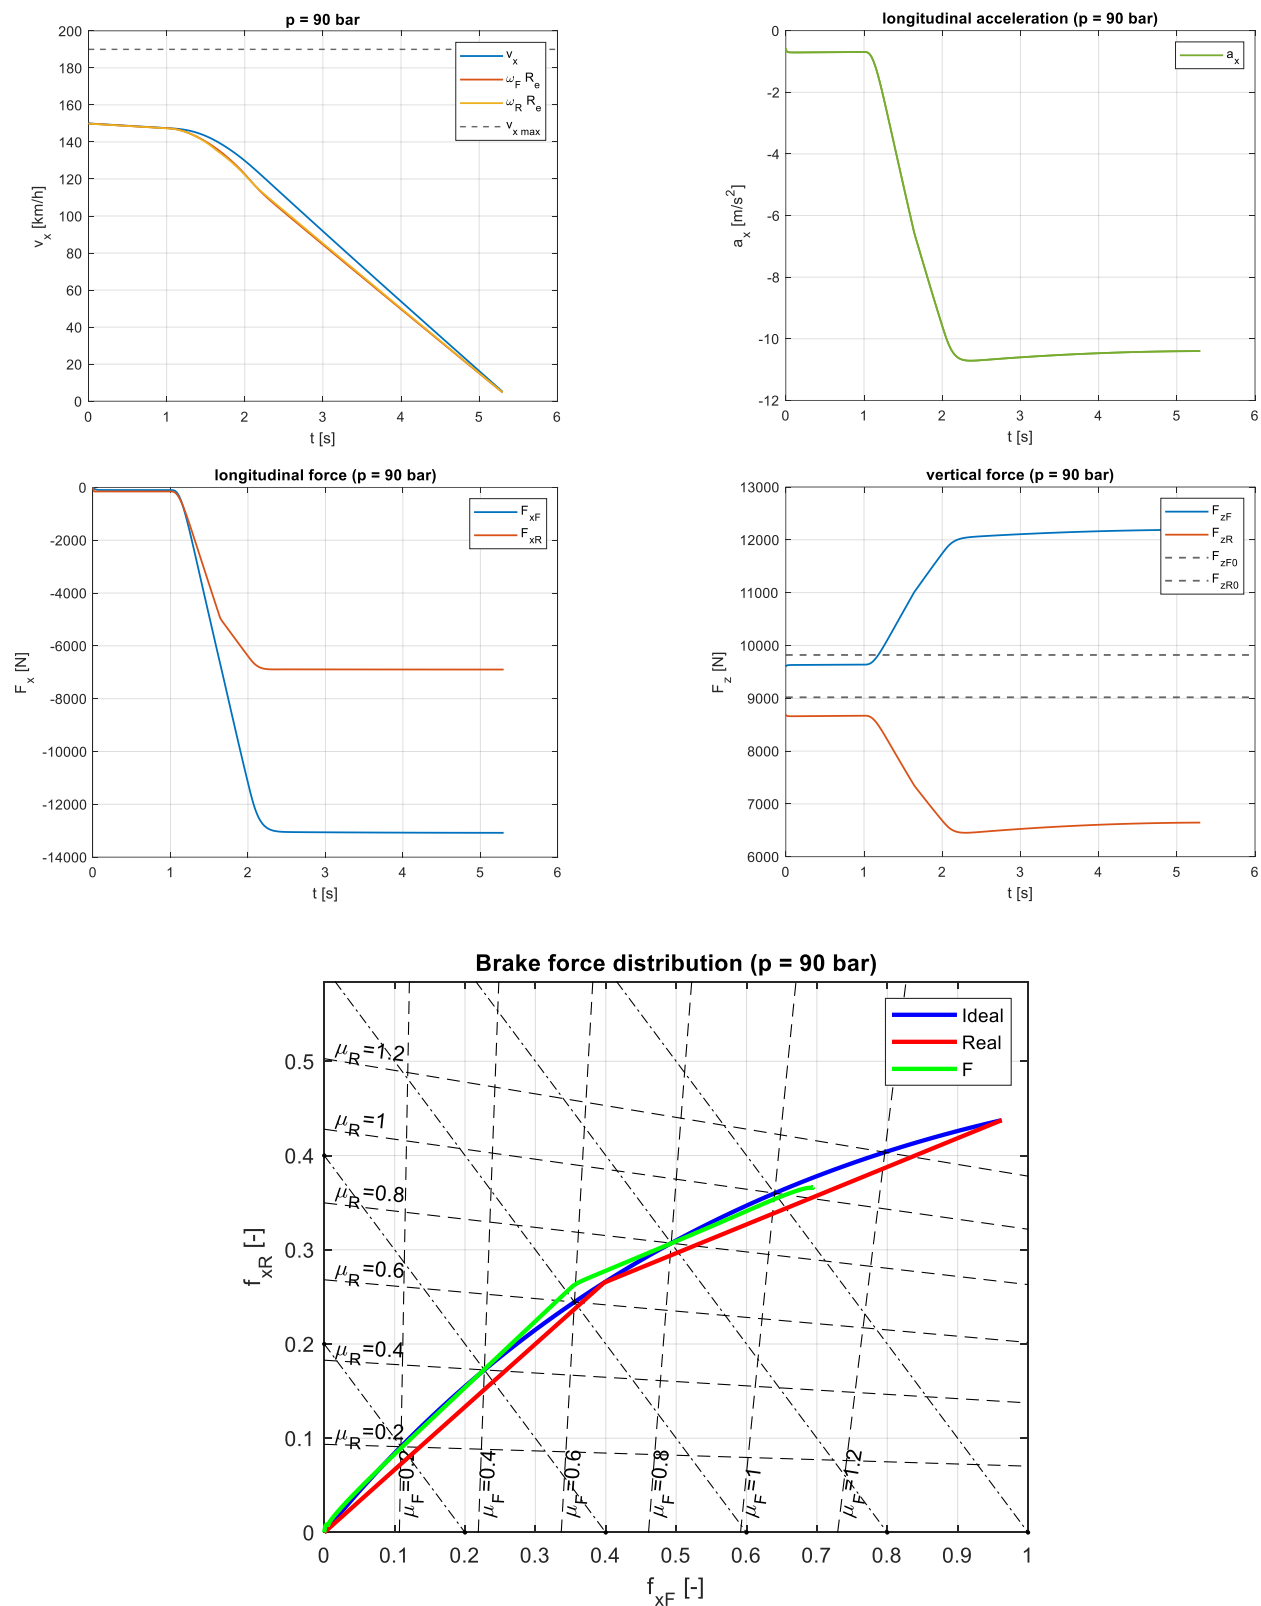 p = 90 bar
200
180
160
140
120
100
80
60
40
20
0
0 1 2 3 4 5 6
v_x [km/h]
t [s]
v_x
ω_F R_e
ω_R R_e
v_x max
longitudinal acceleration (p = 90 bar)
0
-2
-4
-6
-8
-10
-12
0 1 2 3 4 5 6
a_x [m/s²]
t [s]
a_x
longitudinal force (p = 90 bar)
0
-2000
-4000
-6000
-8000
-10000
-12000
-14000
0 1 2 3 4 5 6
F_x [N]
t [s]
F_xF
F_xR
vertical force (p = 90 bar)
13000
12000
11000
10000
9000
8000
7000
6000
0 1 2 3 4 5 6
F_z [N]
t [s]
F_zF
F_zR
F_zF0
F_zR0
Brake force distribution (p = 90 bar)
Ideal
Real
F
0.5
0.4
0.3
0.2
0.1
0
0 0.1 0.2 0.3 0.4 0.5 0.6 0.7 0.8 0.9 1
f_xR [-]
f_xF [-]
μ_R=1.2
μ_R=1
μ_R=0.8
μ_R=0.6
μ_R=0.4
μ_R=0.2
μ_F=0.2
μ_F=0.4
μ_F=0.6
μ_F=0.8
μ_F=1
μ_F=1.2